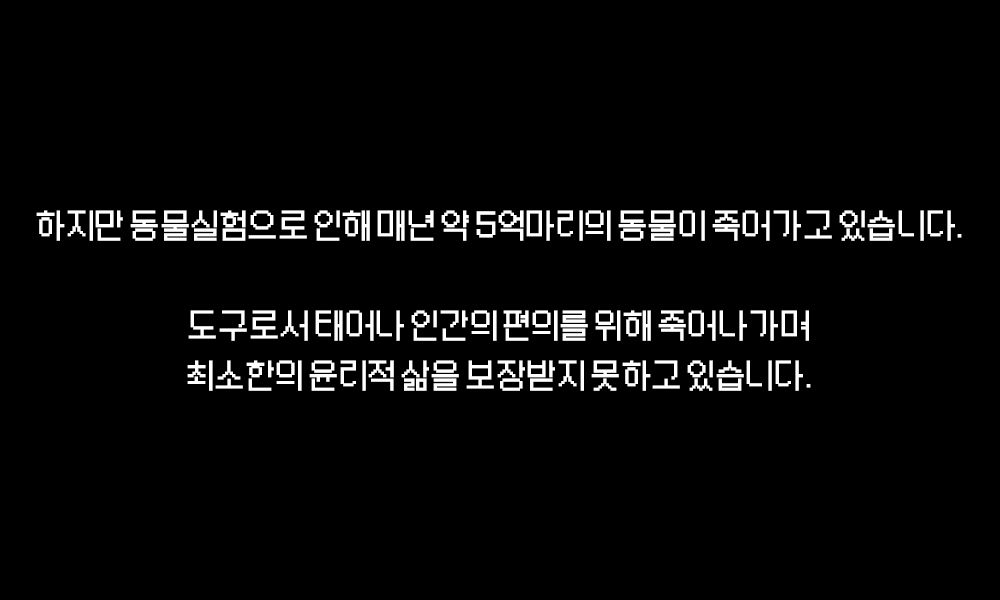 하지만 동물실험으로 인해 매년 약 5억마리의 동물이 죽어가고 있습니다.
도구로서 태어나 인간의 편의를 위해 죽어나가며
최소한의 윤리적 삶을 보장받지 못하고 있습니다.